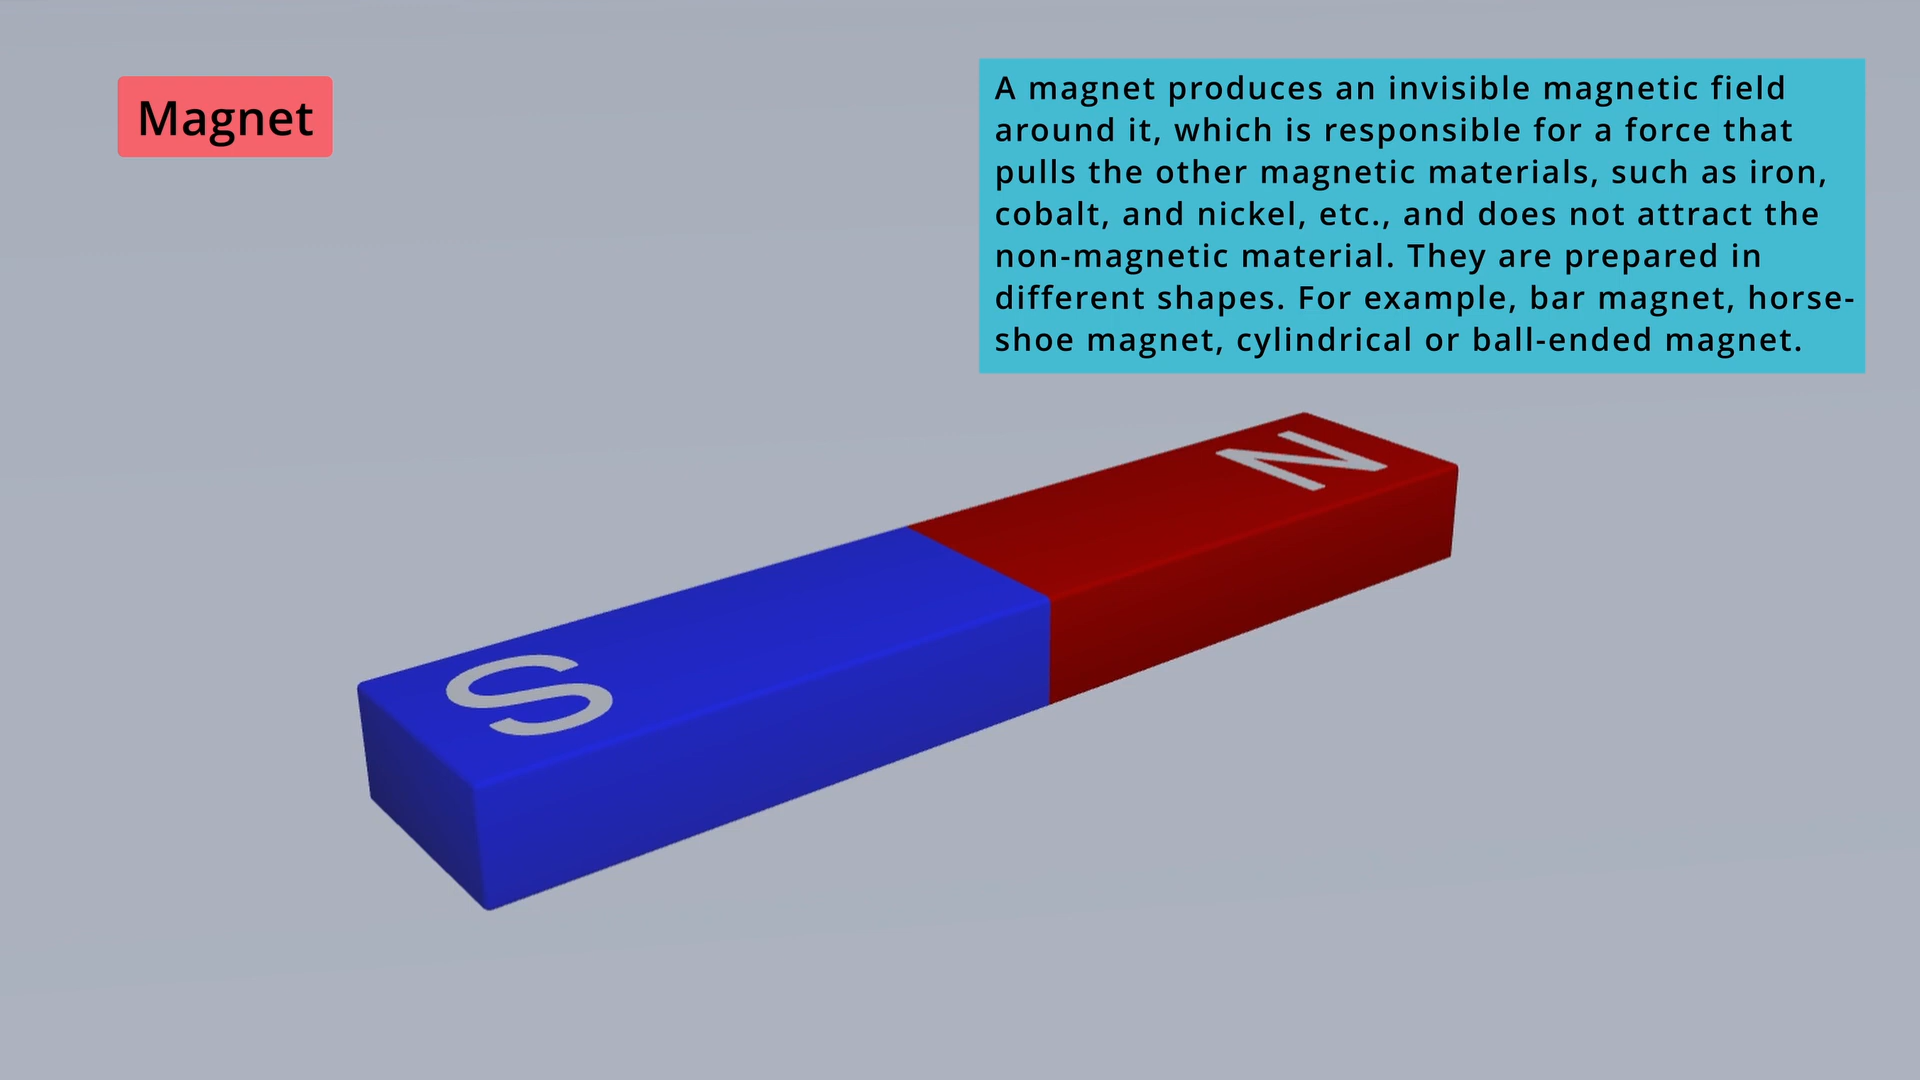 Magnet
A magnet produces an invisible magnetic field
around it, which is responsible for a force that
pulls the other magnetic materials, such as iron,
cobalt, and nickel, etc., and does not attract the
non-magnetic material. They are prepared in
different shapes. For example, bar magnet, horse-
shoe magnet, cylindrical or ball-ended magnet.
N
S